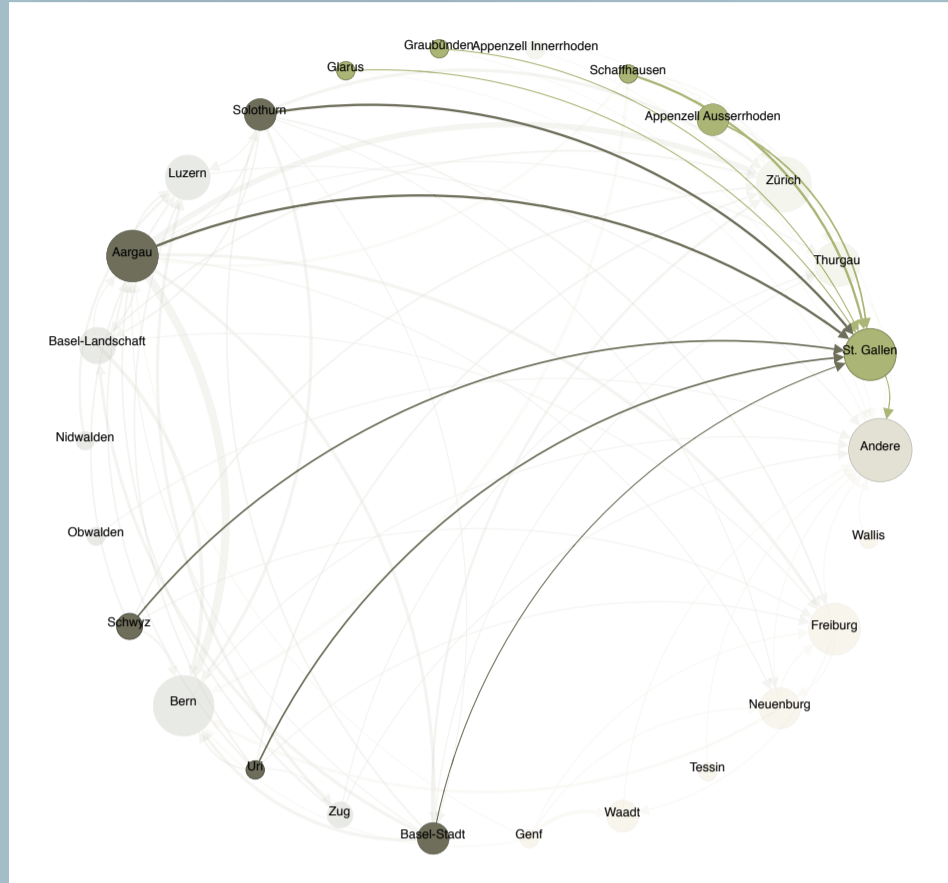 Graubünden
Appenzell Innerrhoden
Glarus
Schaffhausen
Solothurn
Appenzell Ausserrhoden
Luzern
Zürich
Aargau
Thurgau
Basel-Landschaft
St. Gallen
Nidwalden
Andere
Obwalden
Wallis
Schwyz
Freiburg
Bern
Neuenburg
Uri
Tessin
Zug
Waadt
Basel-Stadt
Genf